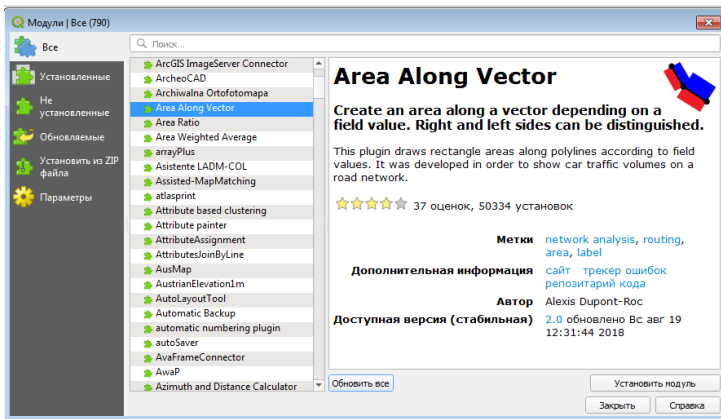 Модули | Все (790)
Все
Установленные
Не
установленные
Обновляемые
Установить из ZIP
файла
Параметры
Поиск...
ArcGIS ImageServer Connector
ArcheoCAD
Archiwalna Ortofotomapa
Area Along Vector
Area Ratio
Area Weighted Average
arrayPlus
Asistente LADM-COL
Assisted-MapMatching
atlasprint
Attribute based clustering
Attribute painter
AttributeAssignment
AttributesJoinByLine
AusMap
AustrianElevation1m
AutoLayoutTool
Automatic Backup
automatic numbering plugin
autoSaver
AvaFrameConnector
AwaP
Azimuth and Distance Calculator
Area Along Vector
Create an area along a vector depending on a
field value. Right and left sides can be distinguished.
This plugin draws rectangle areas along polylines according to field
values. It was developed in order to show car traffic volumes on a
road network.
37 оценок, 50334 установок
Метки network analysis, routing,
area, label
Дополнительная информация сайт трекер ошибок
репозитарий кода
Автор Alexis Dupont-Roc
Доступная версия (стабильная) 2.0 обновлено Вс авг 19
12:31:44 2018
Обновить все
Установить модуль
Закрыть
Справка